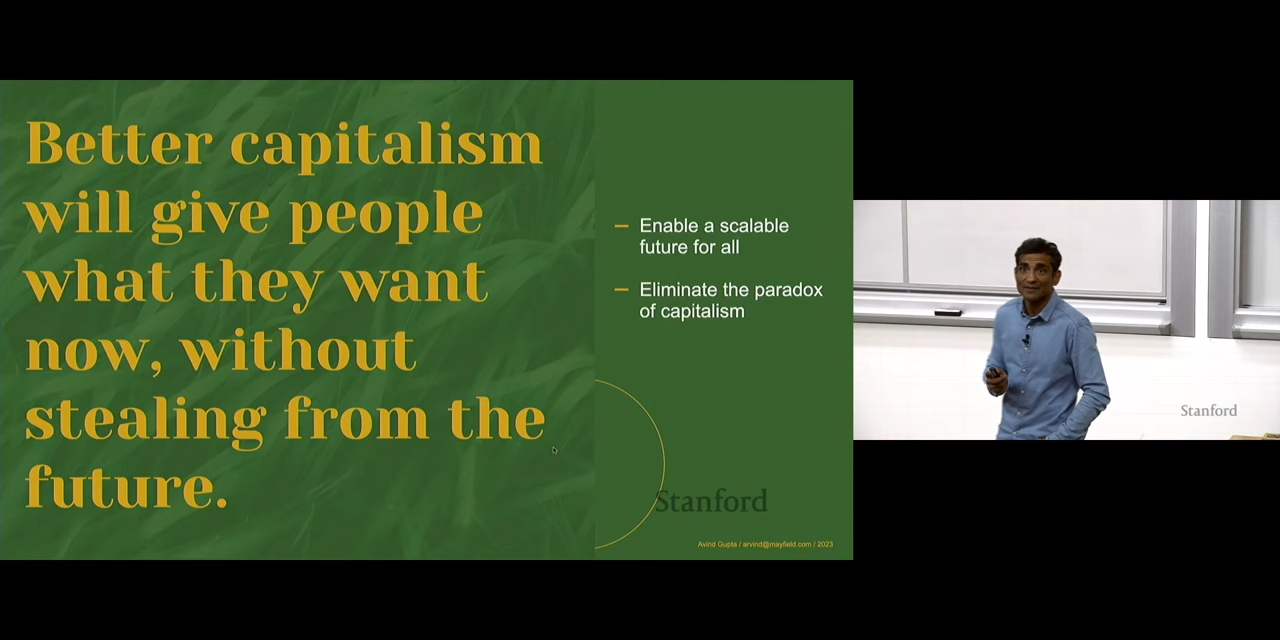 Better capitalism
will give people
what they want
now, without
stealing from the
future.
Enable a scalable
future for all
Eliminate the paradox
of capitalism
Stanford
Avind Gupta / arvind@mayfield.com / 2023
Stanford